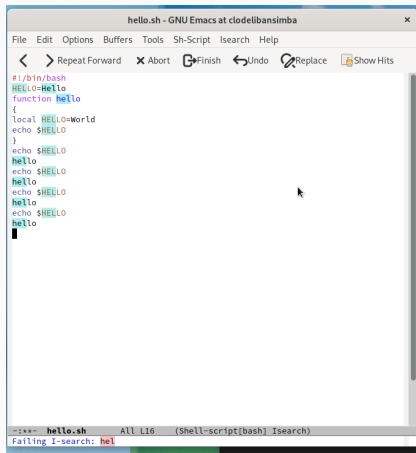 hello.sh - GNU Emacs at clodelibansimba
File Edit Options Buffers Tools Sh-Script Isearch Help
Repeat Forward Abort Finish Undo Replace Show Hits
#!/bin/bash
HELLO=Hello
function hello
{
local HELLO=World
echo $HELLO
}
echo $HELLO
hello
echo $HELLO
hello
echo $HELLO
hello
echo $HELLO
hello
-:**- hello.sh All L16 (Shell-script[bash] Isearch)
Failing I-search: hel